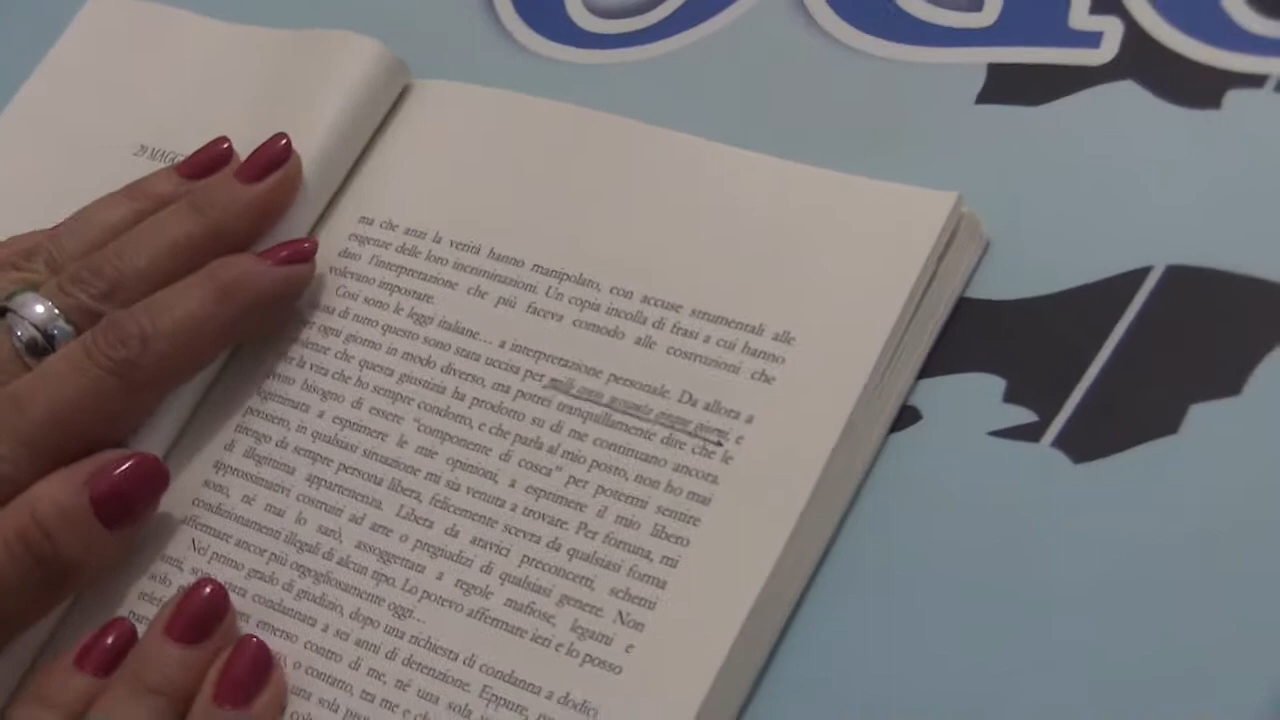 29 MAGG
ma che anzi la verità hanno manipolato, con accuse strumentali alle
esigenze delle loro incriminazioni. Un copia incolla di frasi a cui hanno
dato l'interpretazione che più faceva comodo alle costruzioni che
volevano imporre.
Così sono le leggi italiane… a interpretazione personale. Da allora a
causa di tutto questo sono stata uccisa per e
ogni giorno in modo diverso, ma potrei tranquillamente dire che le
che questa giustizia ha prodotto su di me continuano ancora.
la vita che ho sempre condotto, e che parla al mio posto, non ho mai
avuto bisogno di essere "componente di cosca" per potermi sentire
legittimata a esprimere le mie opinioni, a esprimere il mio libero
pensiero, in qualsiasi situazione mi sia venuta a trovare. Per fortuna, mi
ritengo da sempre persona libera, felicemente scevra da qualsiasi forma
di illegittima appartenenza. Libera da atavici preconcetti, schemi
approssimativi costruiti ad arte o pregiudizi di qualsiasi genere. Non
sono, né mai lo sarò, assoggettata a regole mafiose, legami e
condizionamenti illegali di alcun tipo. Lo potevo affermare ieri e lo posso
affermare ancor più orgogliosamente oggi…
Nel primo grado di giudizio, dopo una richiesta di condanna a dodici
anni, sono stata condannata a sei anni di detenzione. Eppure,
solo emerso contro di me, né una sola
telef o contatto, tra me e
una sola